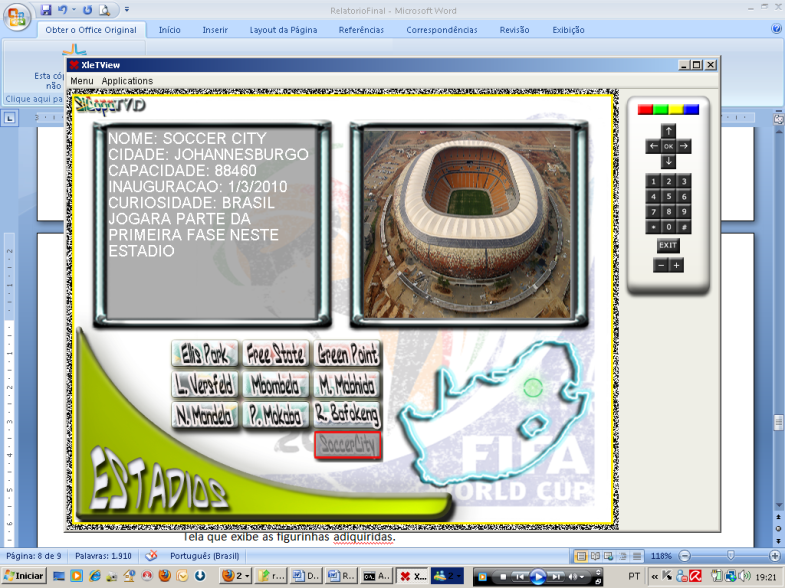 RelatorioFinal - Microsoft Word
Obter o Office Original
Início
Inserir
Layout da Página
Referências
Correspondências
Revisão
Exibição
Esta có
não
Clique aqui pa
XleTView
Menu Applications
NOME: SOCCER CITY
CIDADE: JOHANNESBURGO
CAPACIDADE: 88460
INAUGURACAO: 1/3/2010
CURIOSIDADE: BRASIL
JOGARA PARTE DA
PRIMEIRA FASE NESTE
ESTADIO
Ellis Park Free State Green Point
L. Versfeld Mbombela M. Mabhida
N. Mandela P. Mokaba R. Bafokeng
SoccerCity
ESTADIOS
FIFA
ORLD CUP
OK
1 2 3
4 5 6
7 8 9
* 0 #
EXIT
- +
Tela que exibe as figurinhas adiquiridas.
Página: 8 de 9
Palavras: 1.910
Português (Brasil)
118%
Iniciar
2
r...
D...
R...
A...
X...
2
PT
19:21